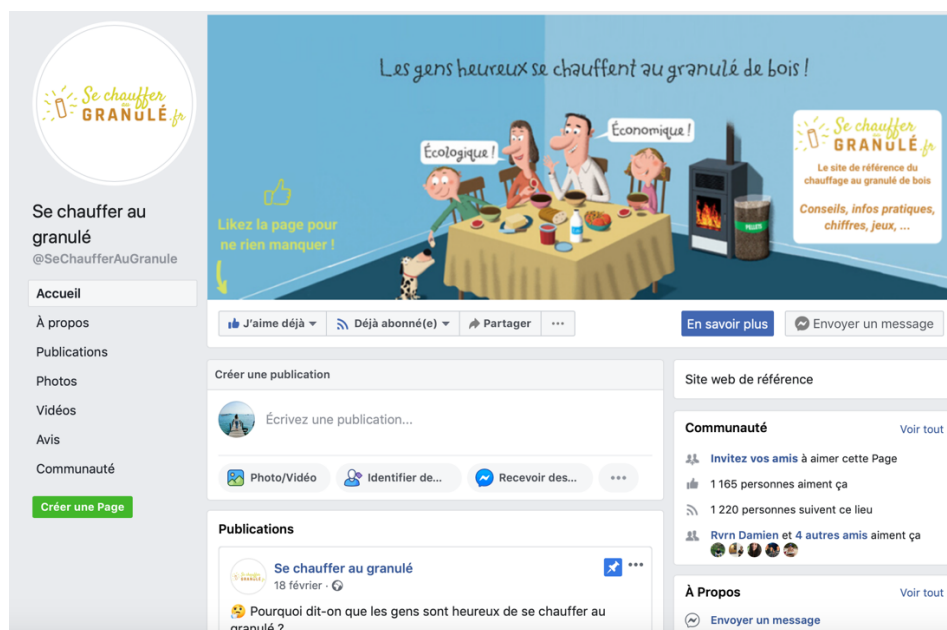 Se chauffer
au
GRANULÉ.fr
Se chauffer au
granulé
@SeChaufferAuGranule
Accueil
À propos
Publications
Photos
Vidéos
Avis
Communauté
Créer une Page
Les gens heureux se chauffent au granulé de bois !
Écologique !
Économique !
Likez la page pour
ne rien manquer !
PELLETS
Se chauffer
au
GRANULÉ.fr
Le site de référence du
chauffage au granulé de bois
Conseils, infos pratiques,
chiffres, jeux, ...
J'aime déjà
Déjà abonné(e)
Partager
En savoir plus
Envoyer un message
Créer une publication
Écrivez une publication...
Photo/Vidéo
Identifier de...
Recevoir des...
Publications
Se chauffer
GRANULÉ.fr
Se chauffer au granulé
18 février ·
🤔 Pourquoi dit-on que les gens sont heureux de se chauffer au
granulé ?
Site web de référence
Communauté
Voir tout
Invitez vos amis à aimer cette Page
1 165 personnes aiment ça
1 220 personnes suivent ce lieu
Rvrn Damien et 4 autres amis aiment ça
À Propos
Voir tout
Envoyer un message